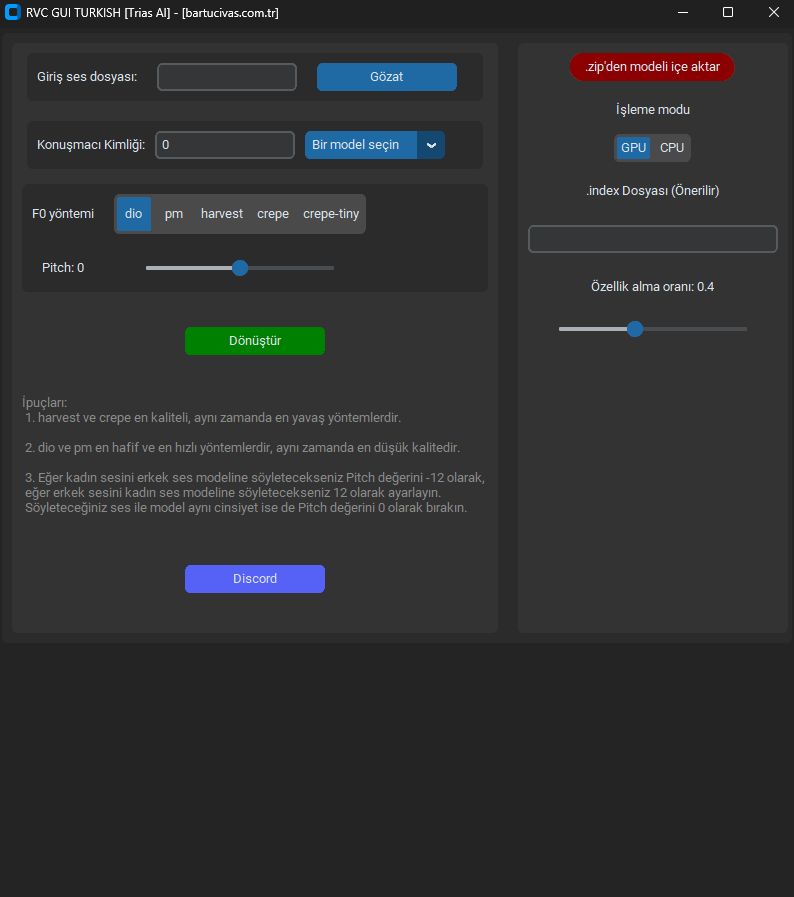 RVC GUI TURKISH [Trias AI] - [bartucivas.com.tr]
Giriş ses dosyası:
Gözat
Konuşmacı Kimliği:
0
Bir model seçin
F0 yöntemi
dio
pm
harvest
crepe
crepe-tiny
Pitch: 0
Dönüştür
İpuçları:
1. harvest ve crepe en kaliteli, aynı zamanda en yavaş yöntemlerdir.
2. dio ve pm en hafif ve en hızlı yöntemlerdir, aynı zamanda en düşük kalitedir.
3. Eğer kadın sesini erkek ses modeline söyletecekseniz Pitch değerini -12 olarak,
eğer erkek sesini kadın ses modeline söyletecekseniz 12 olarak ayarlayın.
Söyleteceğiniz ses ile model aynı cinsiyet ise de Pitch değerini 0 olarak bırakın.
Discord
.zip'den modeli içe aktar
İşleme modu
GPU
CPU
.index Dosyası (Önerilir)
Özellik alma oranı: 0.4